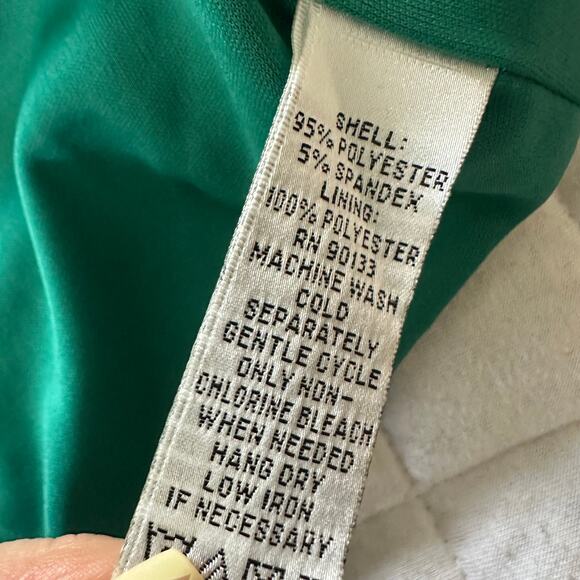 SHELL:
95% POLYESTER
5% SPANDEX
LINING:
100% POLYESTER
RN 90133
MACHINE WASH
COLD
SEPARATELY
GENTLE CYCLE
ONLY NON-
CHLORINE BLEACH
WHEN NEEDED
HANG DRY
LOW IRON
IF NECESSARY